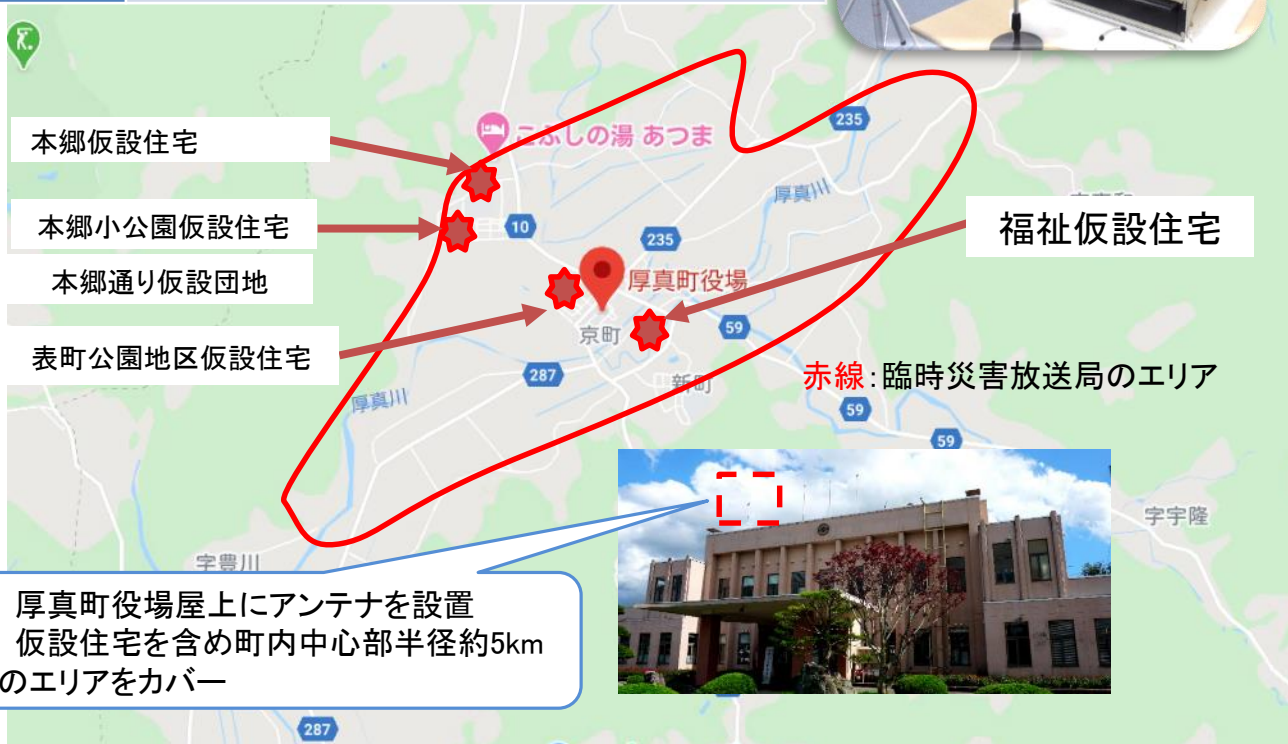 本郷仮設住宅
こぶしの湯 あつま
235
厚真川
本郷小公園仮設住宅
10
235
福祉仮設住宅
本郷通り仮設団地
厚真町役場
京町
59
表町公園地区仮設住宅
287
新町
赤線：臨時災害放送局のエリア
厚真川
59
59
字宇隆
字豊川
厚真町役場屋上にアンテナを設置
仮設住宅を含め町内中心部半径約5km
のエリアをカバー
287